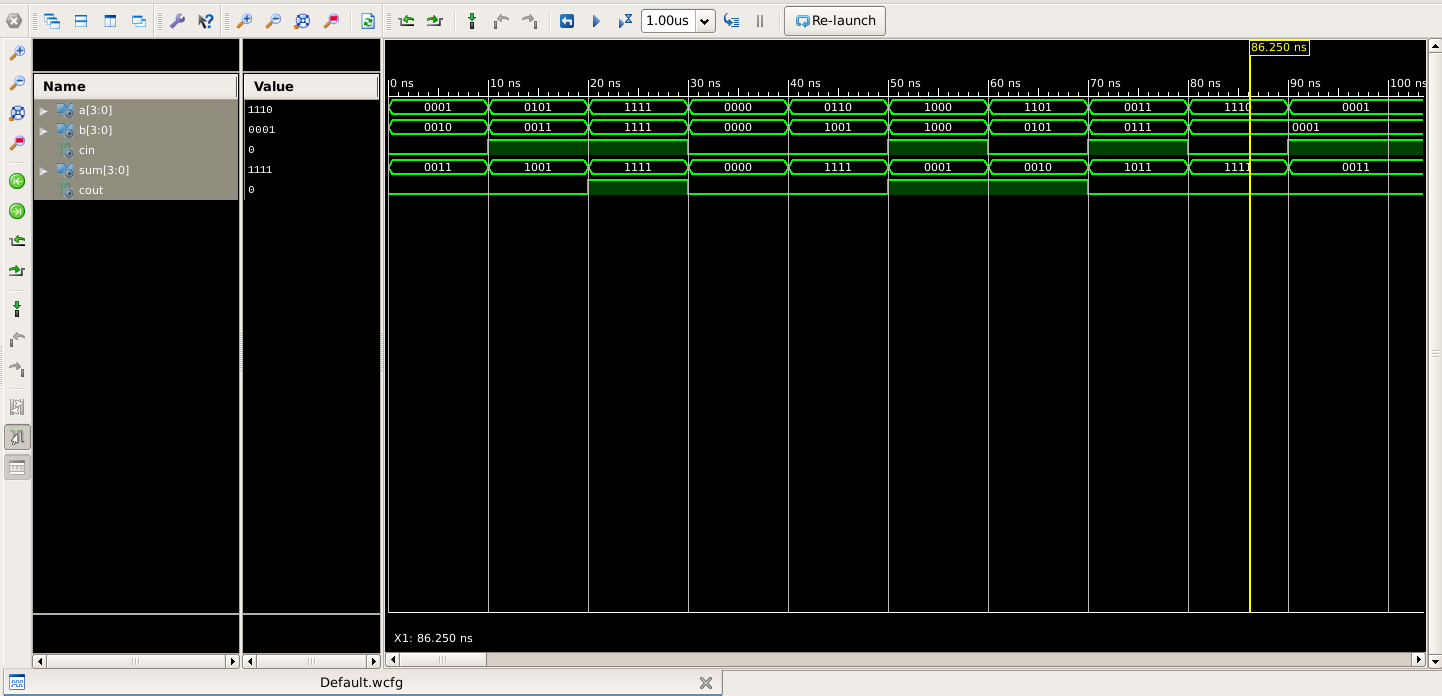 1.00us Re-launch
86.250 ns
Name Value
0 ns 10 ns 20 ns 30 ns 40 ns 50 ns 60 ns 70 ns 80 ns 90 ns 100 ns
a[3:0] 1110 0001 0101 1111 0000 0110 1000 1101 0011 1110 0001
b[3:0] 0001 0010 0011 1111 0000 1001 1000 0101 0111 0001
cin 0
sum[3:0] 1111 0011 1001 1111 0000 1111 0001 0010 1011 1111 0011
cout 0
X1: 86.250 ns
Default.wcfg